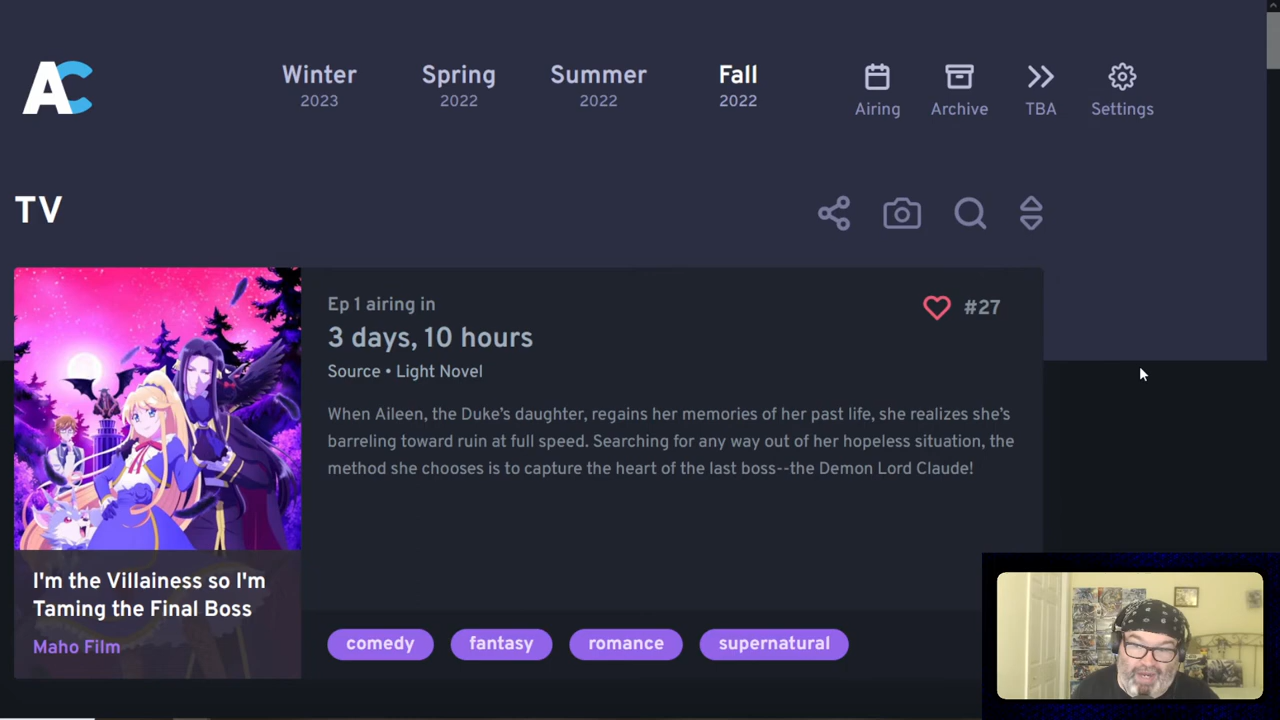 AC
Winter
2023
Spring
2022
Summer
2022
Fall
2022
Airing
Archive
TBA
Settings
TV
Ep 1 airing in
#27
3 days, 10 hours
Source • Light Novel
When Aileen, the Duke’s daughter, regains her memories of her past life, she realizes she’s
barreling toward ruin at full speed. Searching for any way out of her hopeless situation, the
method she chooses is to capture the heart of the last boss--the Demon Lord Claude!
I'm the Villainess so I'm
Taming the Final Boss
Maho Film
comedy
fantasy
romance
supernatural